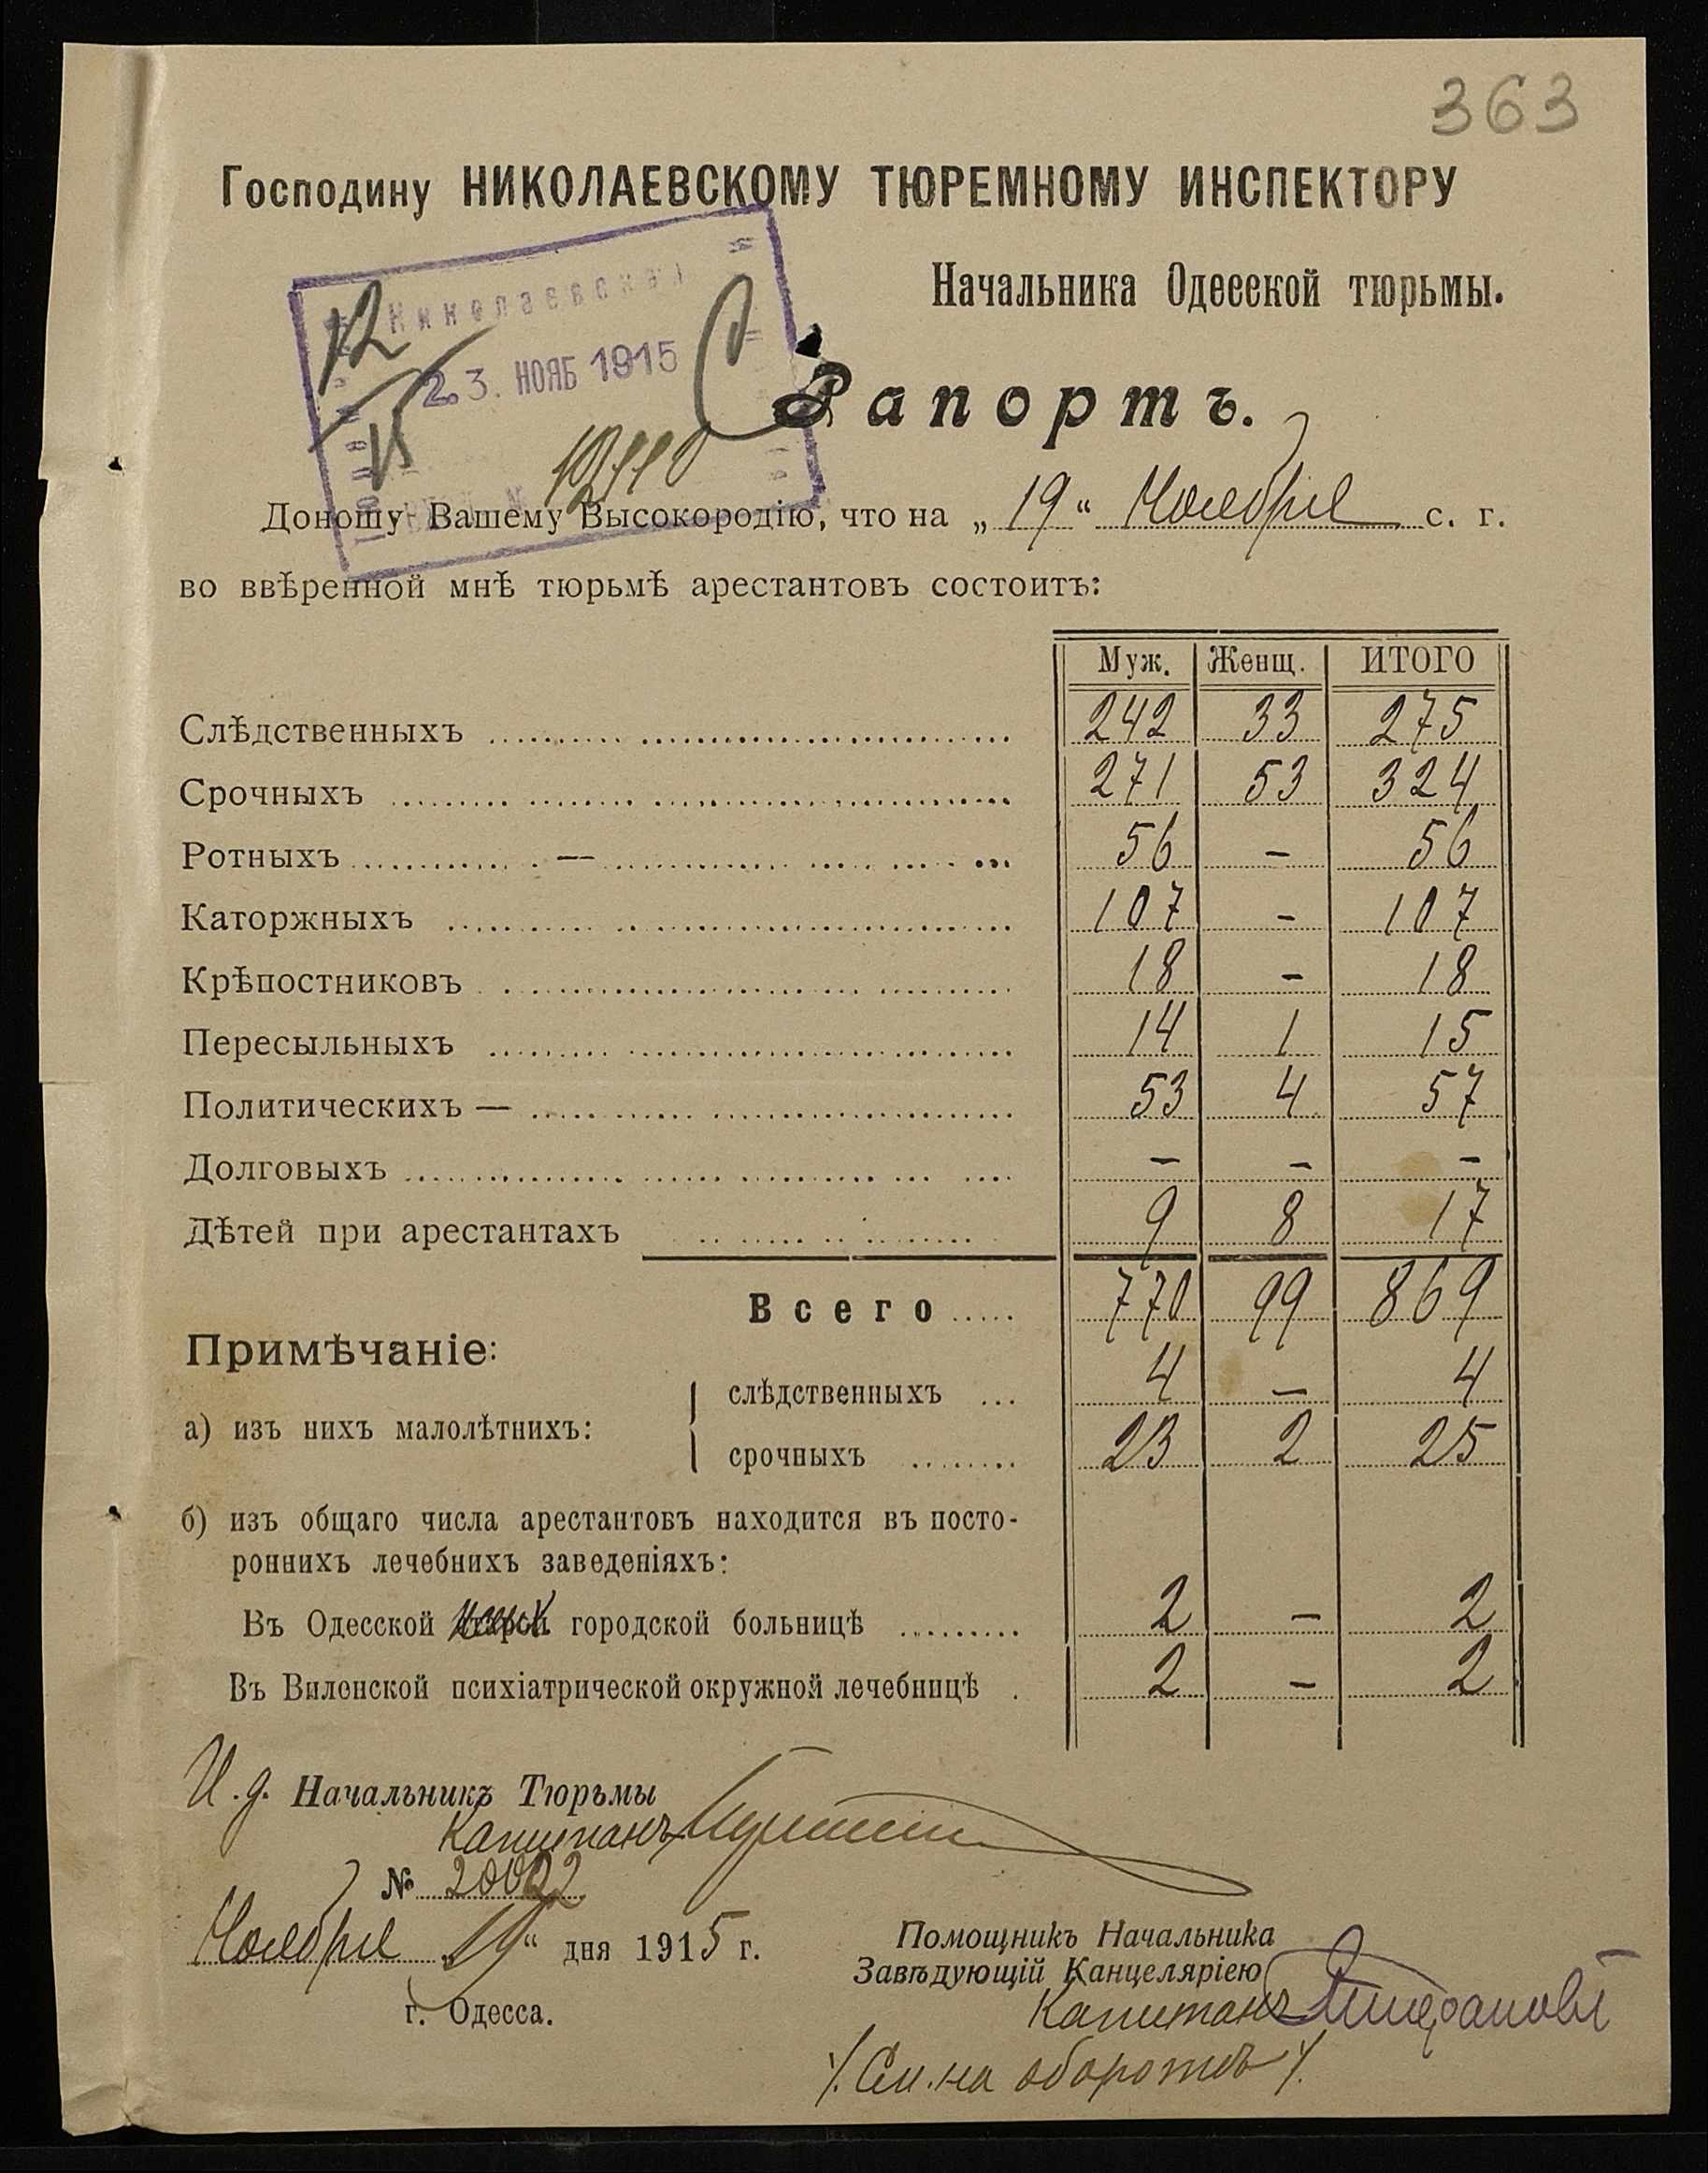 363
Господину НИКОЛАЕВСКОМУ ТЮРЕМНОМУ ИНСПЕКТОРУ
Начальника Одесской тюрьмы.
Николаевская
23. НОЯБ 1915
12
15
Рапортъ.
Доношу Вашему Высокородію, что на „19“ Ноября с. г.
во ввѣренной мнѣ тюрьмѣ арестантовъ состоитъ:
Муж. Женщ. ИТОГО
Слѣдственныхъ 242 33 275
Срочныхъ 271 53 324
Ротныхъ — 56 - 56
Каторжныхъ 107 - 107
Крѣпостниковъ 18 - 18
Пересыльныхъ 14 1 15
Политическихъ — 53 4 57
Долговыхъ - - -
Дѣтей при арестантахъ 9 8 17
Всего 770 99 869
Примѣчаніе:
а) изъ нихъ малолѣтнихъ:
слѣдственныхъ 4 - 4
срочныхъ 23 2 25
б) изъ общаго числа арестантовъ находится въ посто-
роннихъ лечебнихъ заведеніяхъ:
Въ Одесской городской больницѣ 2 - 2
Въ Виленской психіатрической окружной лечебницѣ 2 - 2
И. д. Начальникъ Тюрьмы
Капитанъ
№ 20022
Ноября 19“ дня 1915 г.
г. Одесса.
Помощникъ Начальника
Завѣдующій Канцеляріею
Капитанъ
/. См. на оборотѣ /.